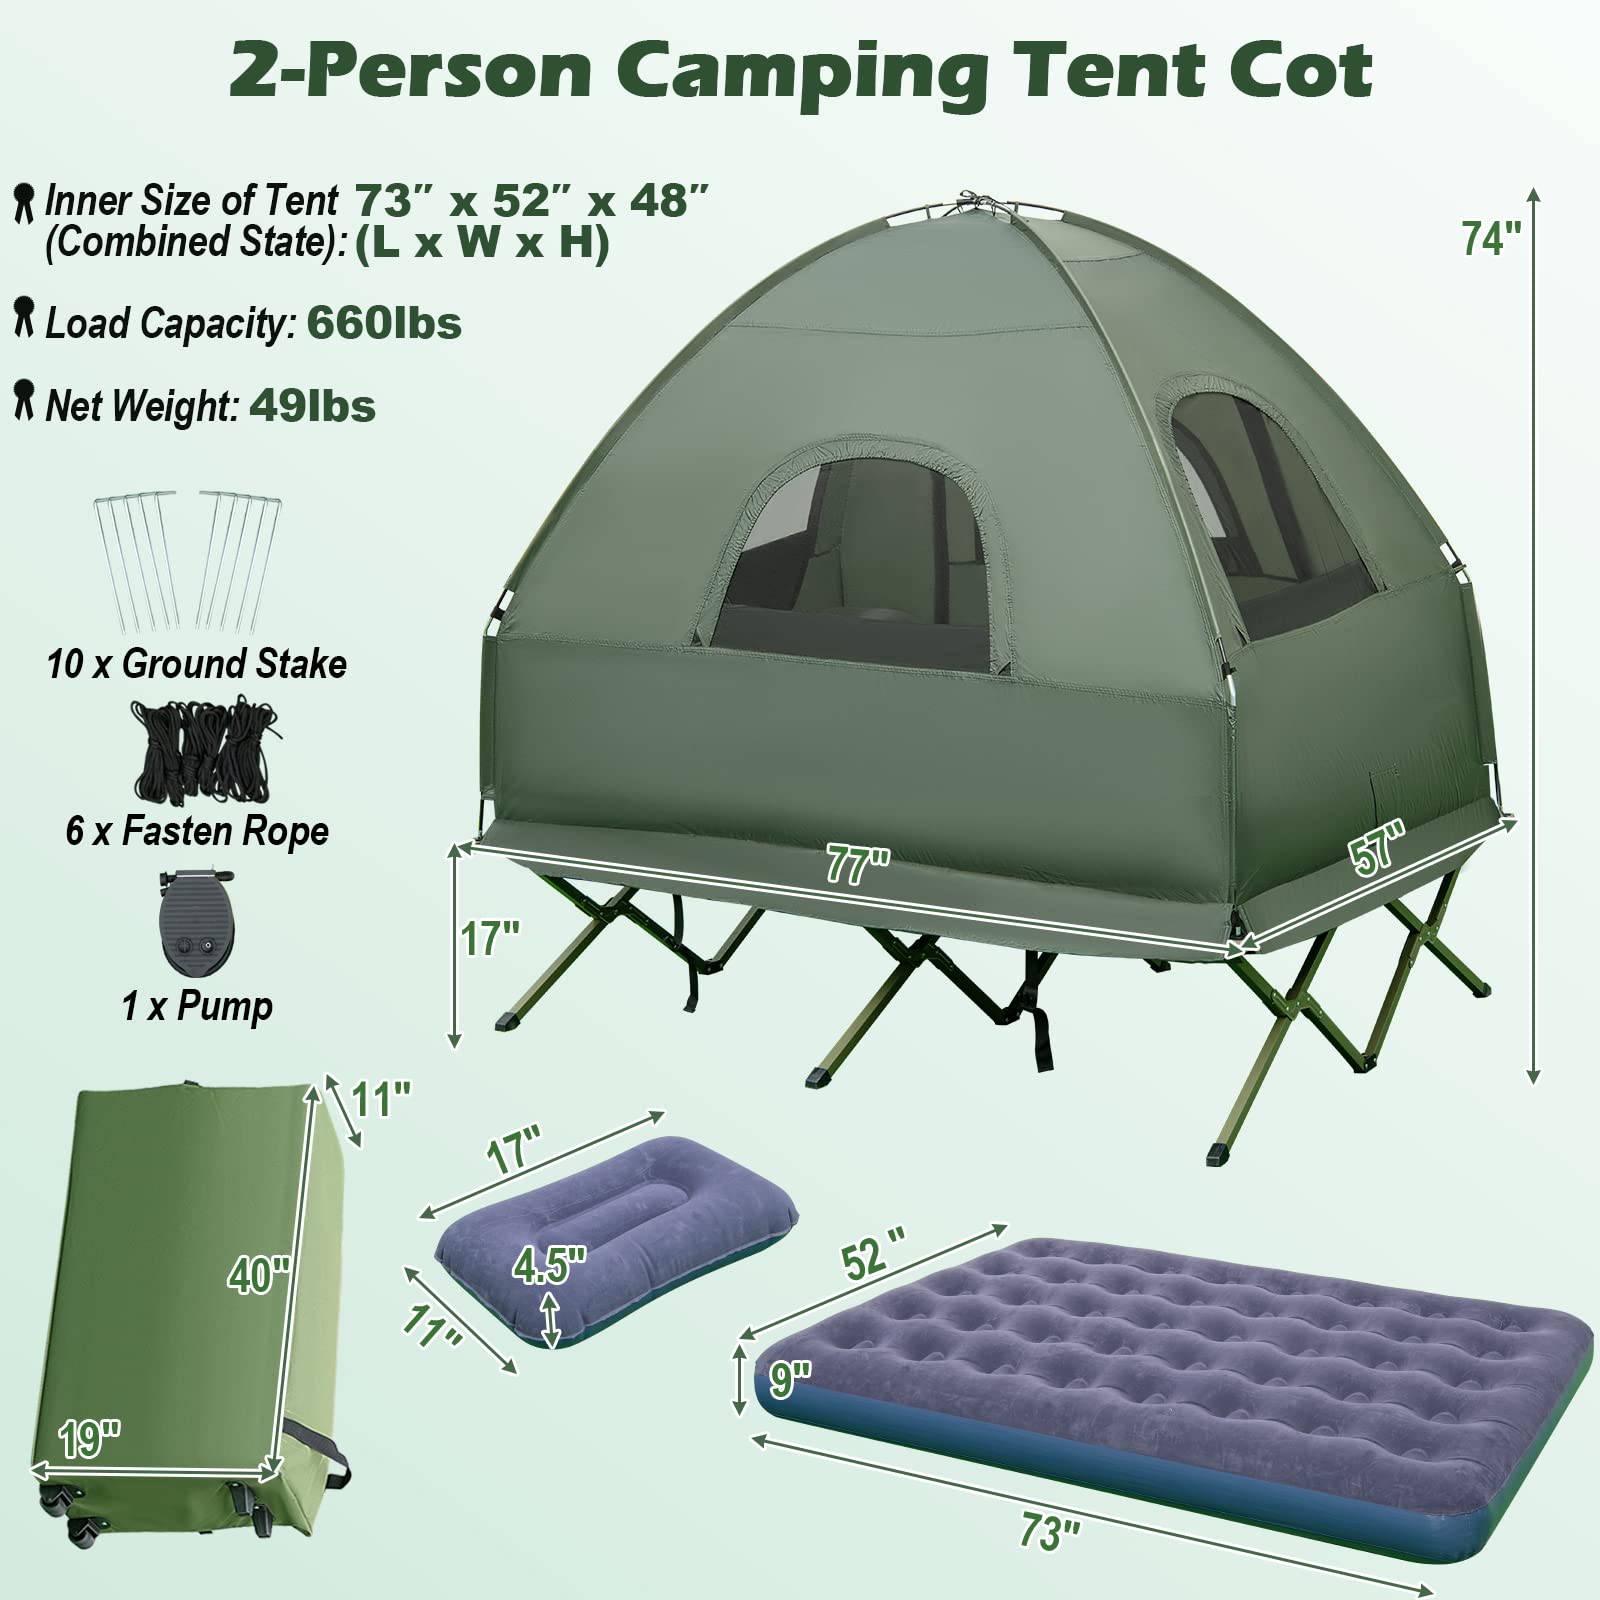 2-Person Camping Tent Cot
Inner Size of Tent 73″ x 52″ x 48″
(Combined State): (L x W x H)
Load Capacity: 660lbs
Net Weight: 49lbs
74"
10 x Ground Stake
6 x Fasten Rope
1 x Pump
77"
57"
17"
11"
40"
19"
17"
4.5"
11"
52 "
9"
73"